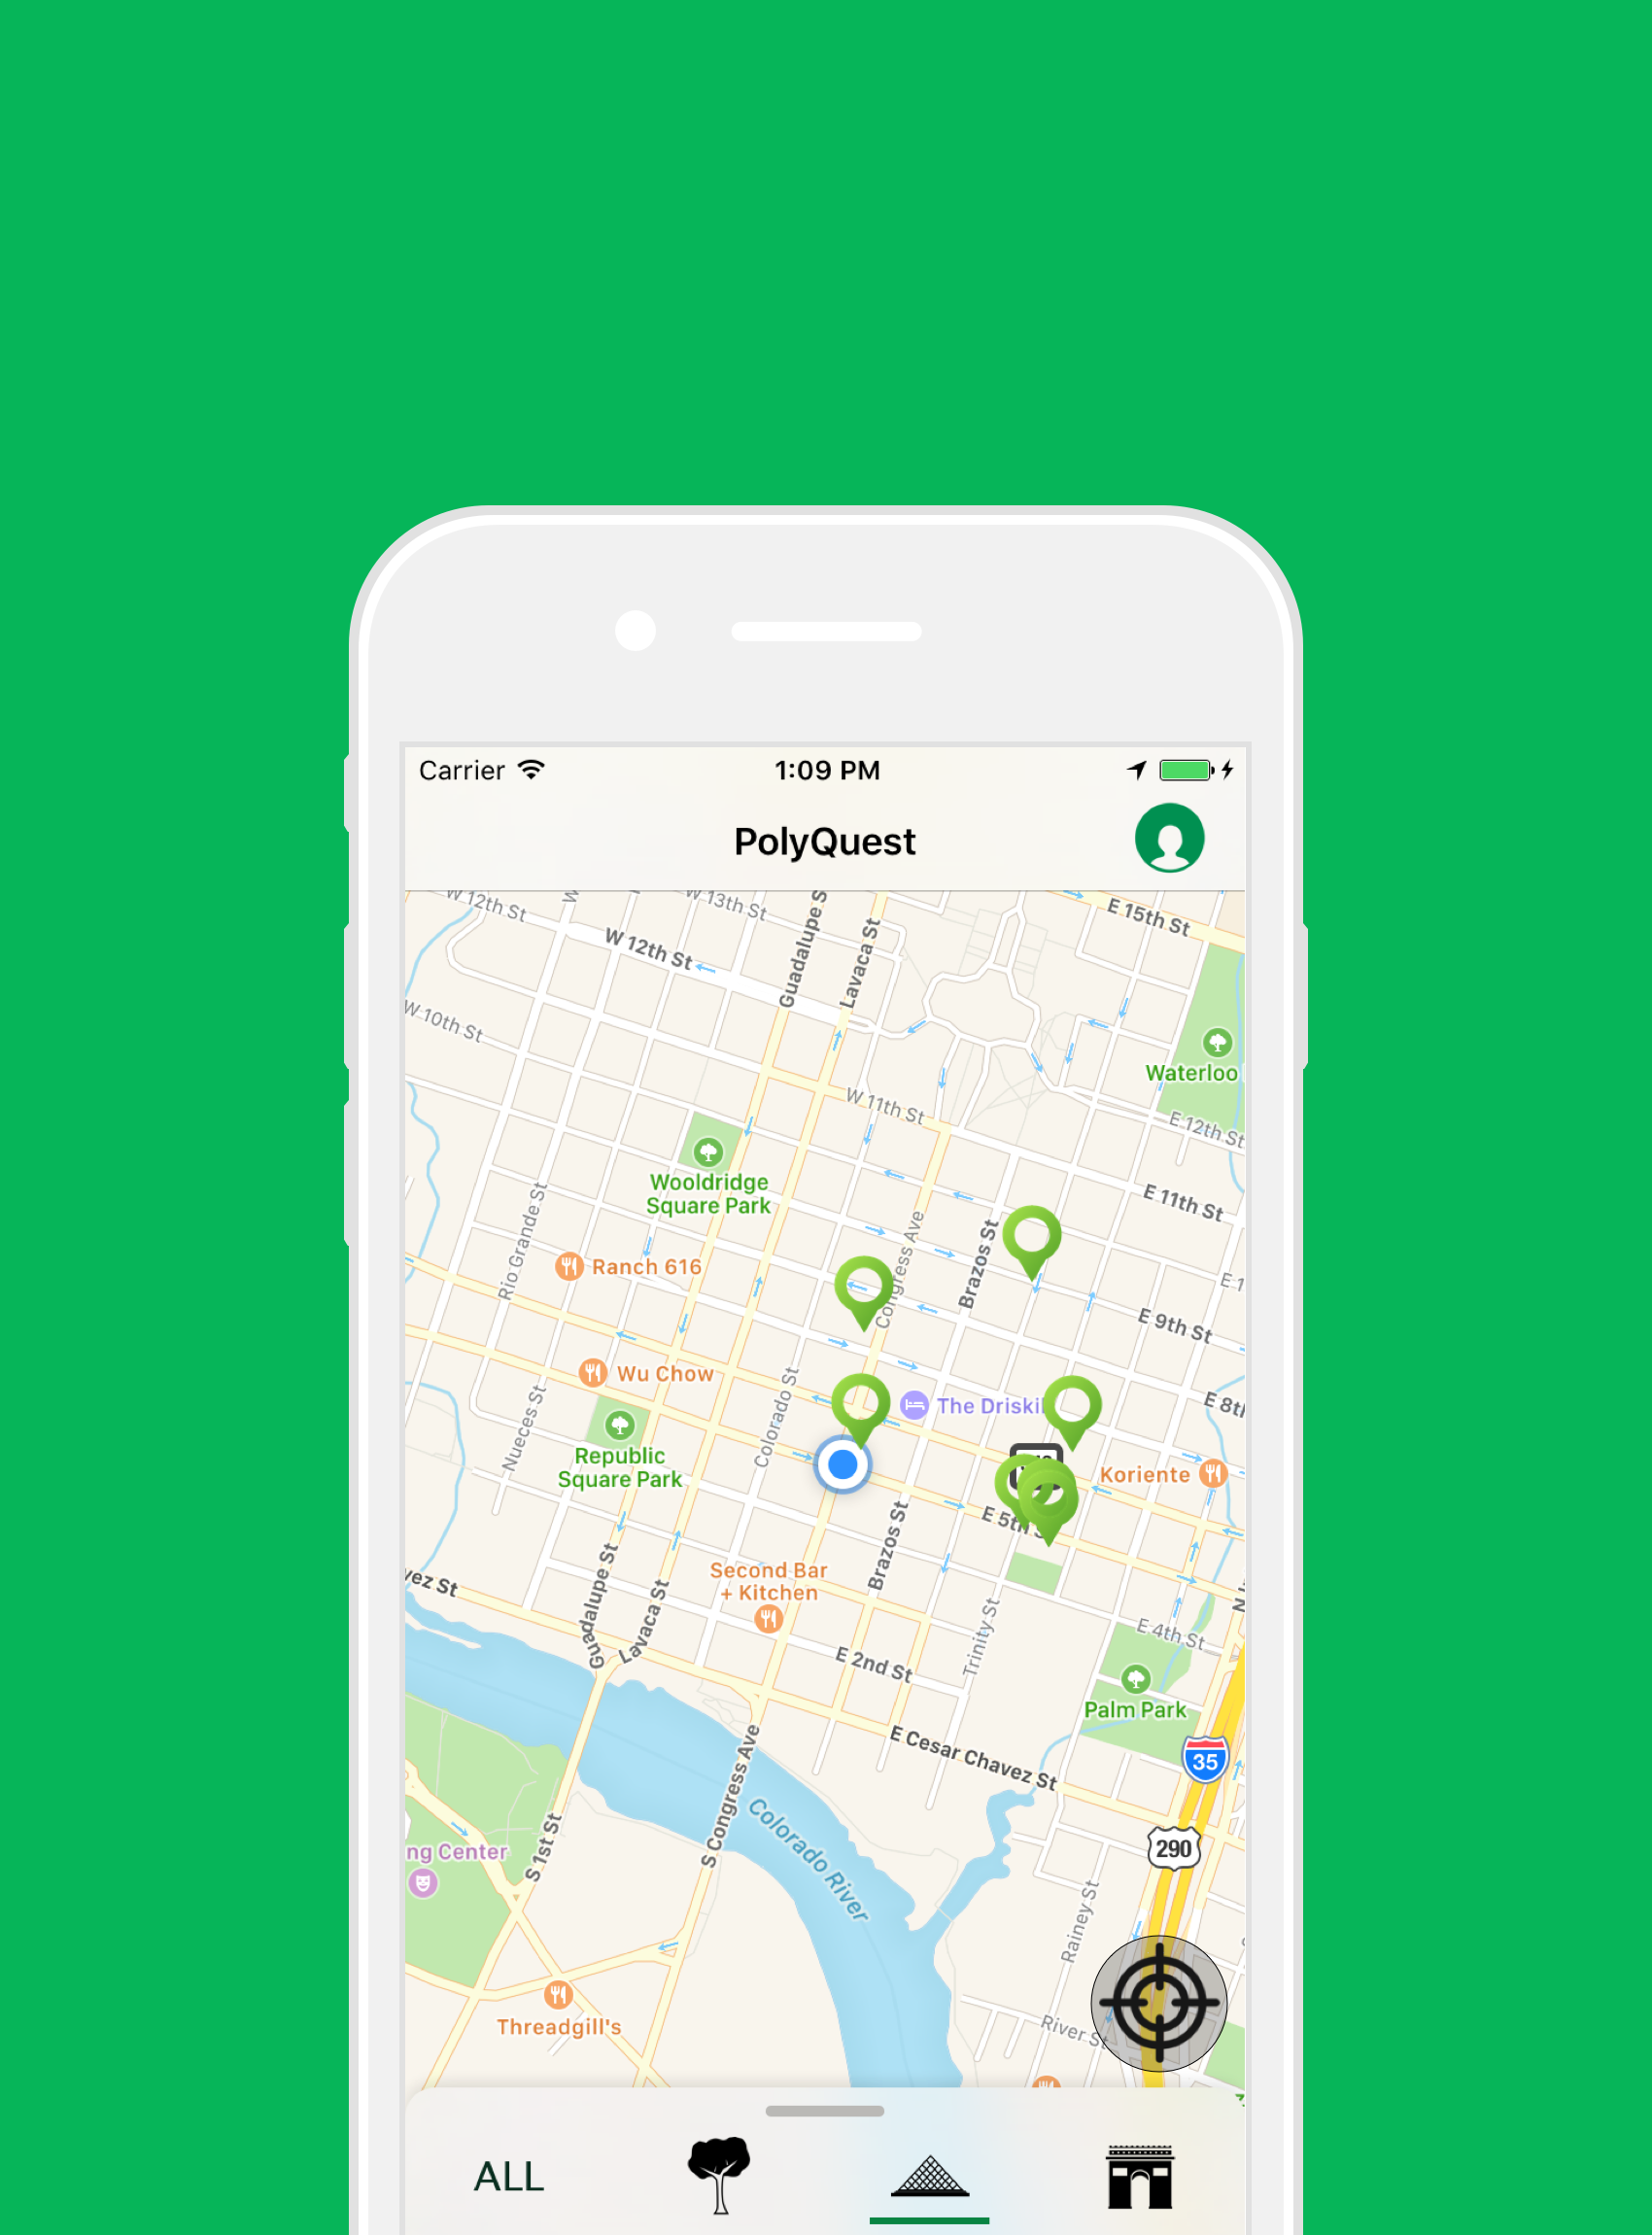 Carrier
1:09 PM
PolyQuest
W 12th St
W 13th St
Guadalupe S
Lavaca St
E 15th St
W 12th St
W 10th St
Waterloo
W 11th St
E 12th St
Wooldridge
Square Park
E 11th St
Rio Grande St
Ranch 616
Congress Ave
Brazos St
E 1
E 9th St
Wu Chow
Nueces St
Colorado St
The Driskil
E 8th
Republic
Square Park
Koriente
E 5th S
Brazos St
vez St
Guadalupe St
Lavaca St
Second Bar
+ Kitchen
Trinity St
E 4th St
E 2nd St
Palm Park
E Cesar Chavez St
35
S Congress Ave
Colorado River
S 1st St
ng Center
290
Rainey St
River St
Threadgill's
ALL